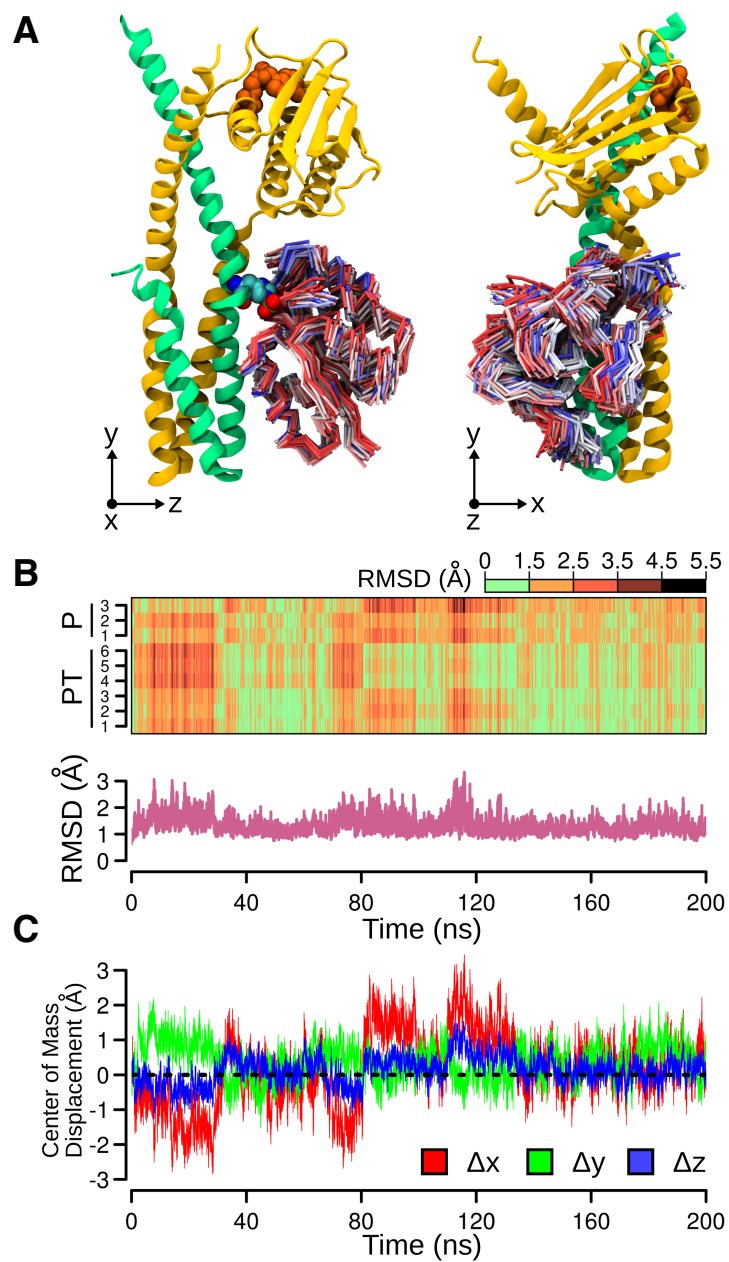 A
y
z
x
y
x
z
B
RMSD (Å)
0 1.5 2.5 3.5 4.5 5.5
P
3
2
1
PT
6
5
4
3
2
1
RMSD (Å)
3
2
1
0
0 40 80 120 160 200
Time (ns)
C
Center of Mass
Displacement (Å)
3
2
1
0
-1
-2
-3
Δx Δy Δz
0 40 80 120 160 200
Time (ns)